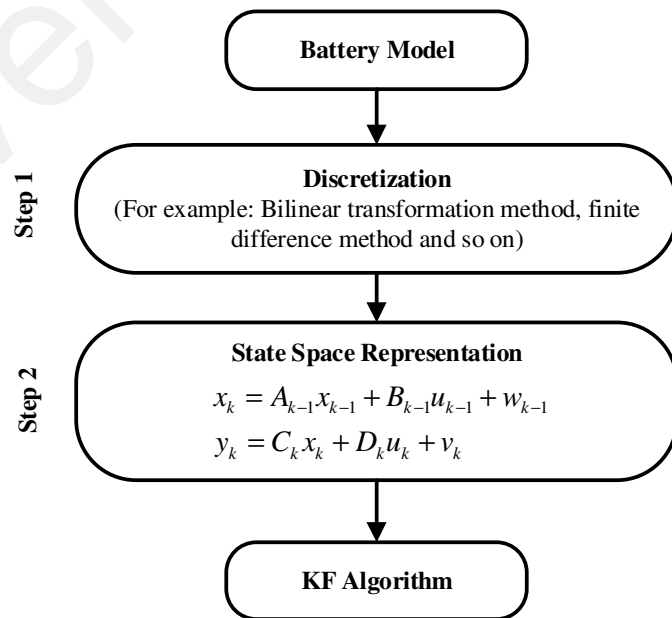 Battery Model
Step 1
Discretization
(For example: Bilinear transformation method, finite
difference method and so on)
Step 2
State Space Representation
x_k = A_{k-1}x_{k-1} + B_{k-1}u_{k-1} + w_{k-1}
y_k = C_k x_k + D_k u_k + v_k
KF Algorithm